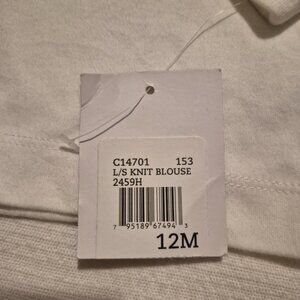 C14701 153
L/S KNIT BLOUSE
2459H
7 95189 67494 3
12M